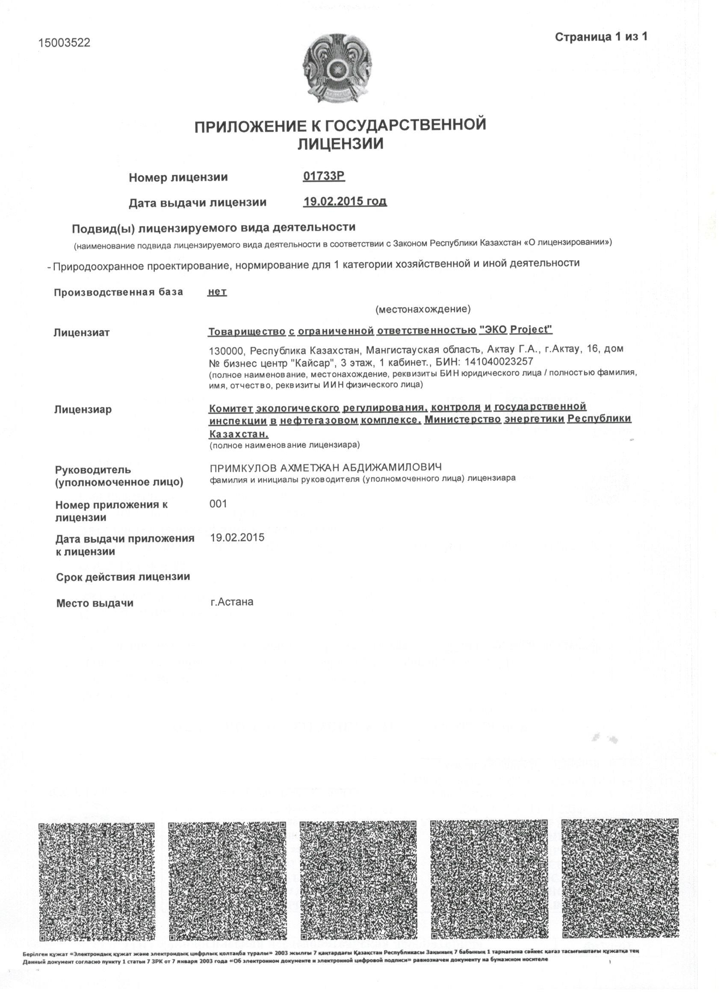 15003522
Страница 1 из 1
ПРИЛОЖЕНИЕ К ГОСУДАРСТВЕННОЙ
ЛИЦЕНЗИИ
Номер лицензии 01733Р
Дата выдачи лицензии 19.02.2015 год
Подвид(ы) лицензируемого вида деятельности
(наименование подвида лицензируемого вида деятельности в соответствии с Законом Республики Казахстан «О лицензировании»)
- Природоохранное проектирование, нормирование для 1 категории хозяйственной и иной деятельности
Производственная база нет
(местонахождение)
Лицензиат Товарищество с ограниченной ответственностью "ЭКО Project"
130000, Республика Казахстан, Мангистауская область, Актау Г.А., г.Актау, 16, дом
№ бизнес центр "Кайсар", 3 этаж, 1 кабинет., БИН: 141040023257
(полное наименование, местонахождение, реквизиты БИН юридического лица / полностью фамилия,
имя, отчество, реквизиты ИИН физического лица)
Лицензиар Комитет экологического регулирования, контроля и государственной
инспекции в нефтегазовом комплексе. Министерство энергетики Республики
Казахстан.
(полное наименование лицензиара)
Руководитель ПРИМКУЛОВ АХМЕТЖАН АБДИЖАМИЛОВИЧ
(уполномоченное лицо) фамилия и инициалы руководителя (уполномоченного лица) лицензиара
Номер приложения к 001
лицензии
Дата выдачи приложения 19.02.2015
к лицензии
Срок действия лицензии
Место выдачи г.Астана
Берілген құжат «Электрондық құжат және электрондық цифрлық қолтаңба туралы» 2003 жылғы 7 қаңтардағы Қазақстан Республикасы Заңының 7 бабының 1 тармағына сәйкес қағаз тасығыштағы құжатқа тең
Данный документ согласно пункту 1 статьи 7 ЗРК от 7 января 2003 года «Об электронном документе и электронной цифровой подписи» равнозначен документу на бумажном носителе